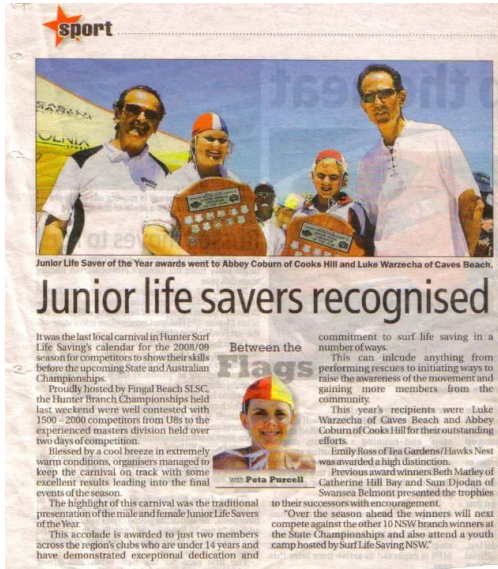 sport
Junior Life Saver of the Year awards went to Abbey Coburn of Cooks Hill and Luke Warzecha of Caves Beach.
Junior life savers recognised
It was the last local carnival in Hunter Surf
Life Saving's calendar for the 2008/09
season for competitors to show their skills
before the upcoming State and Australian
Championships.
Proudly hosted by Fingal Beach SLSC,
the Hunter Branch Championships held
last weekend were well contested with
1500 – 2000 competitors from U8s to the
experienced masters division held over
two days of competition.
Blessed by a cool breeze in extremely
warm conditions, organisers managed to
keep the carnival on track with some
excellent results leading into the final
events of the season.
The highlight of this carnival was the traditional
presentation of the male and female Junior Life Savers
of the Year.
This accolade is awarded to just two members
across the region's clubs who are under 14 and
have demonstrated exceptional dedication and
Between the
Flags
with Peta Purcell
commitment to surf life saving in a
number of ways.
This can inlcude anything from
performing rescues to initiating ways to
raise the awareness of the movement and
gaining more members from the
community.
This year's recipients were Luke
Warzecha of Caves Beach and Abbey
Coburn of Cooks Hill for their outstanding
efforts.
Emily Ross of Tea Gardens/Hawks Nest
was awarded a high distinction.
Previous award winners Beth Marley of
Catherine Hill Bay and Sam Djodan of
Swansea Belmont presented the trophies
to their successors with encouragement.
"Over the season ahead the winners will next
compete against the other 10 NSW branch winners at
the State Championships and also attend a youth
camp hosted by Surf Life Saving NSW."